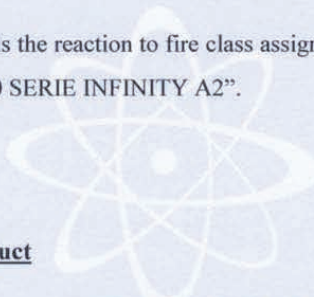 s the reaction to fire class assign
SERIE INFINITY A2”.
uct